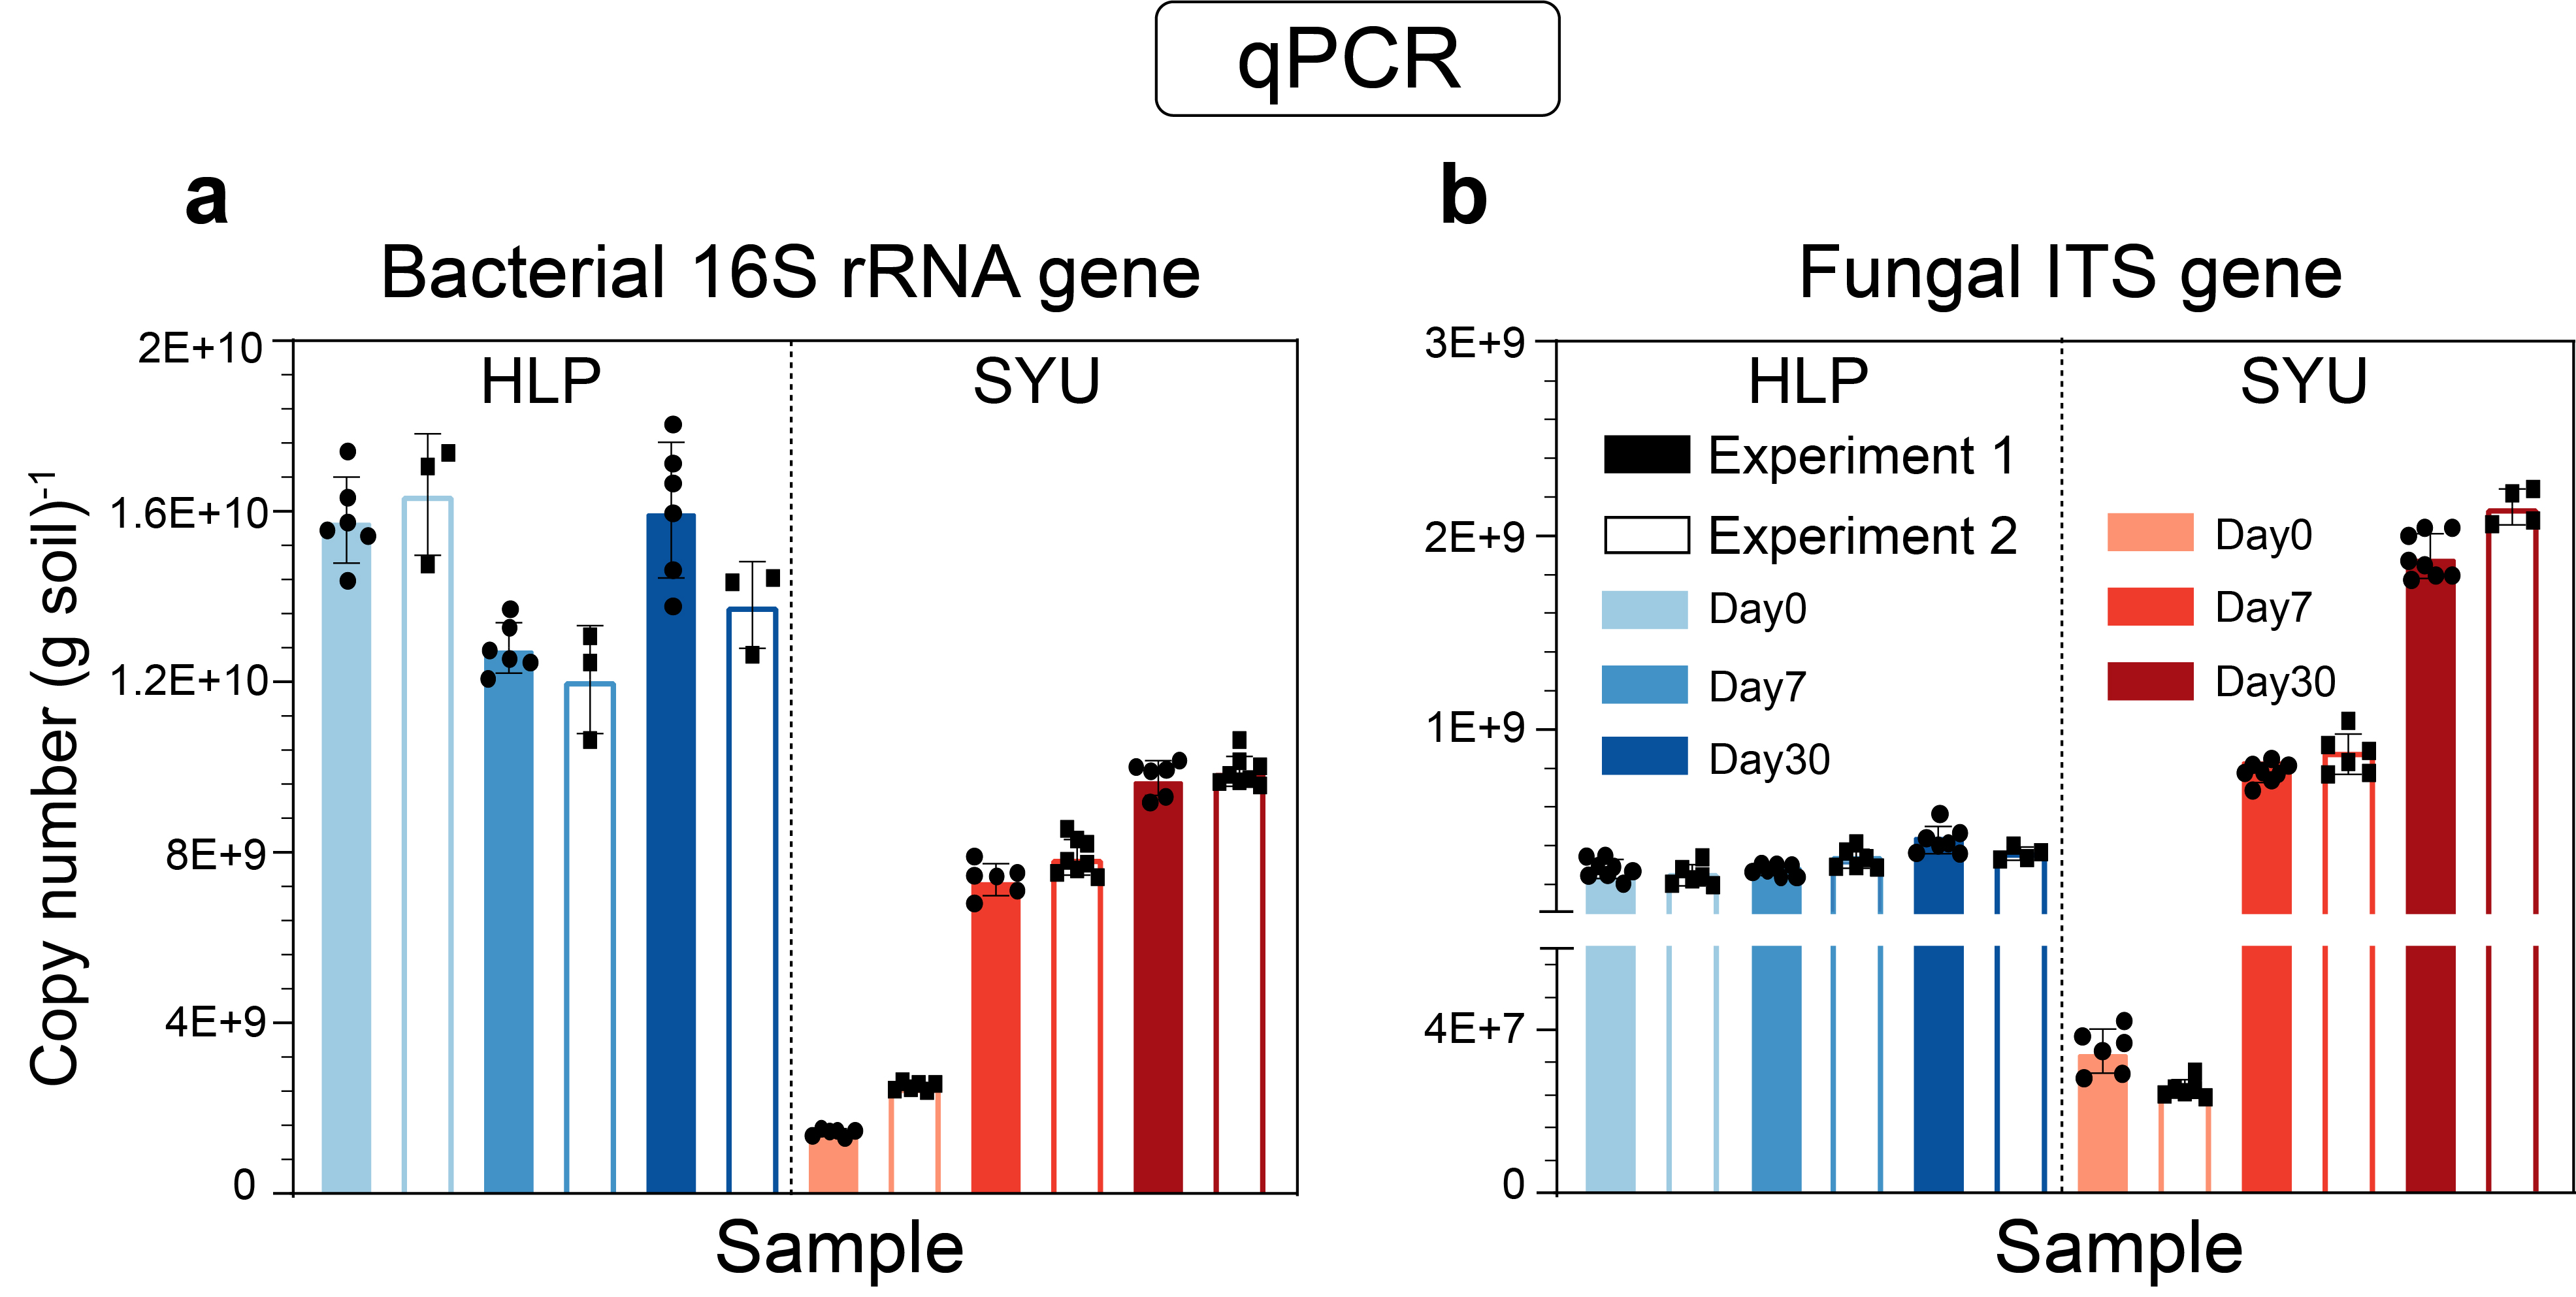 qPCR
a
Bacterial 16S rRNA gene
Copy number (g soil)-1
2E+10
1.6E+10
1.2E+10
8E+9
4E+9
0
HLP
SYU
Sample
b
Fungal ITS gene
3E+9
2E+9
1E+9
4E+7
0
HLP
SYU
Experiment 1
Experiment 2
Day0
Day7
Day30
Day0
Day7
Day30
Sample